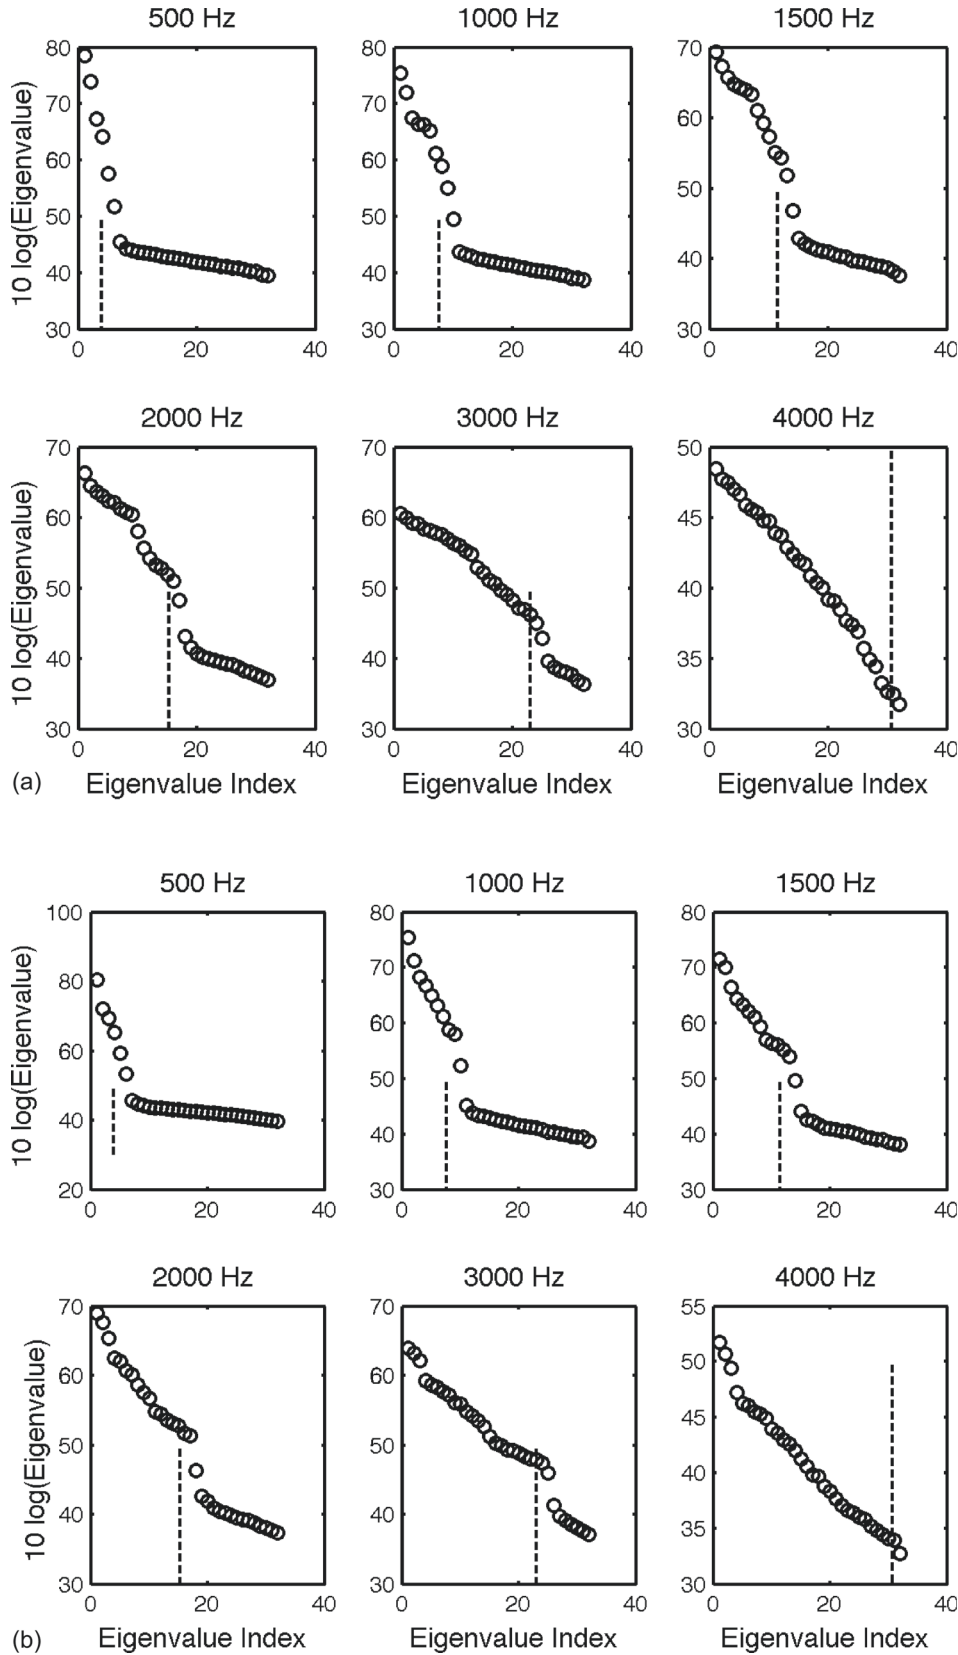 500 Hz 1000 Hz 1500 Hz
10 log(Eigenvalue)
80 70 60 50 40 30
0 20 40
80 70 60 50 40 30
0 20 40
70 60 50 40 30
0 20 40
2000 Hz 3000 Hz 4000 Hz
10 log(Eigenvalue)
70 60 50 40 30
0 20 40
70 60 50 40 30
0 20 40
50 45 40 35 30
0 20 40
(a) Eigenvalue Index Eigenvalue Index Eigenvalue Index
500 Hz 1000 Hz 1500 Hz
10 log(Eigenvalue)
100 80 60 40 20
0 20 40
80 70 60 50 40 30
0 20 40
80 70 60 50 40 30
0 20 40
2000 Hz 3000 Hz 4000 Hz
10 log(Eigenvalue)
70 60 50 40 30
0 20 40
70 60 50 40 30
0 20 40
55 50 45 40 35 30
0 20 40
(b) Eigenvalue Index Eigenvalue Index Eigenvalue Index